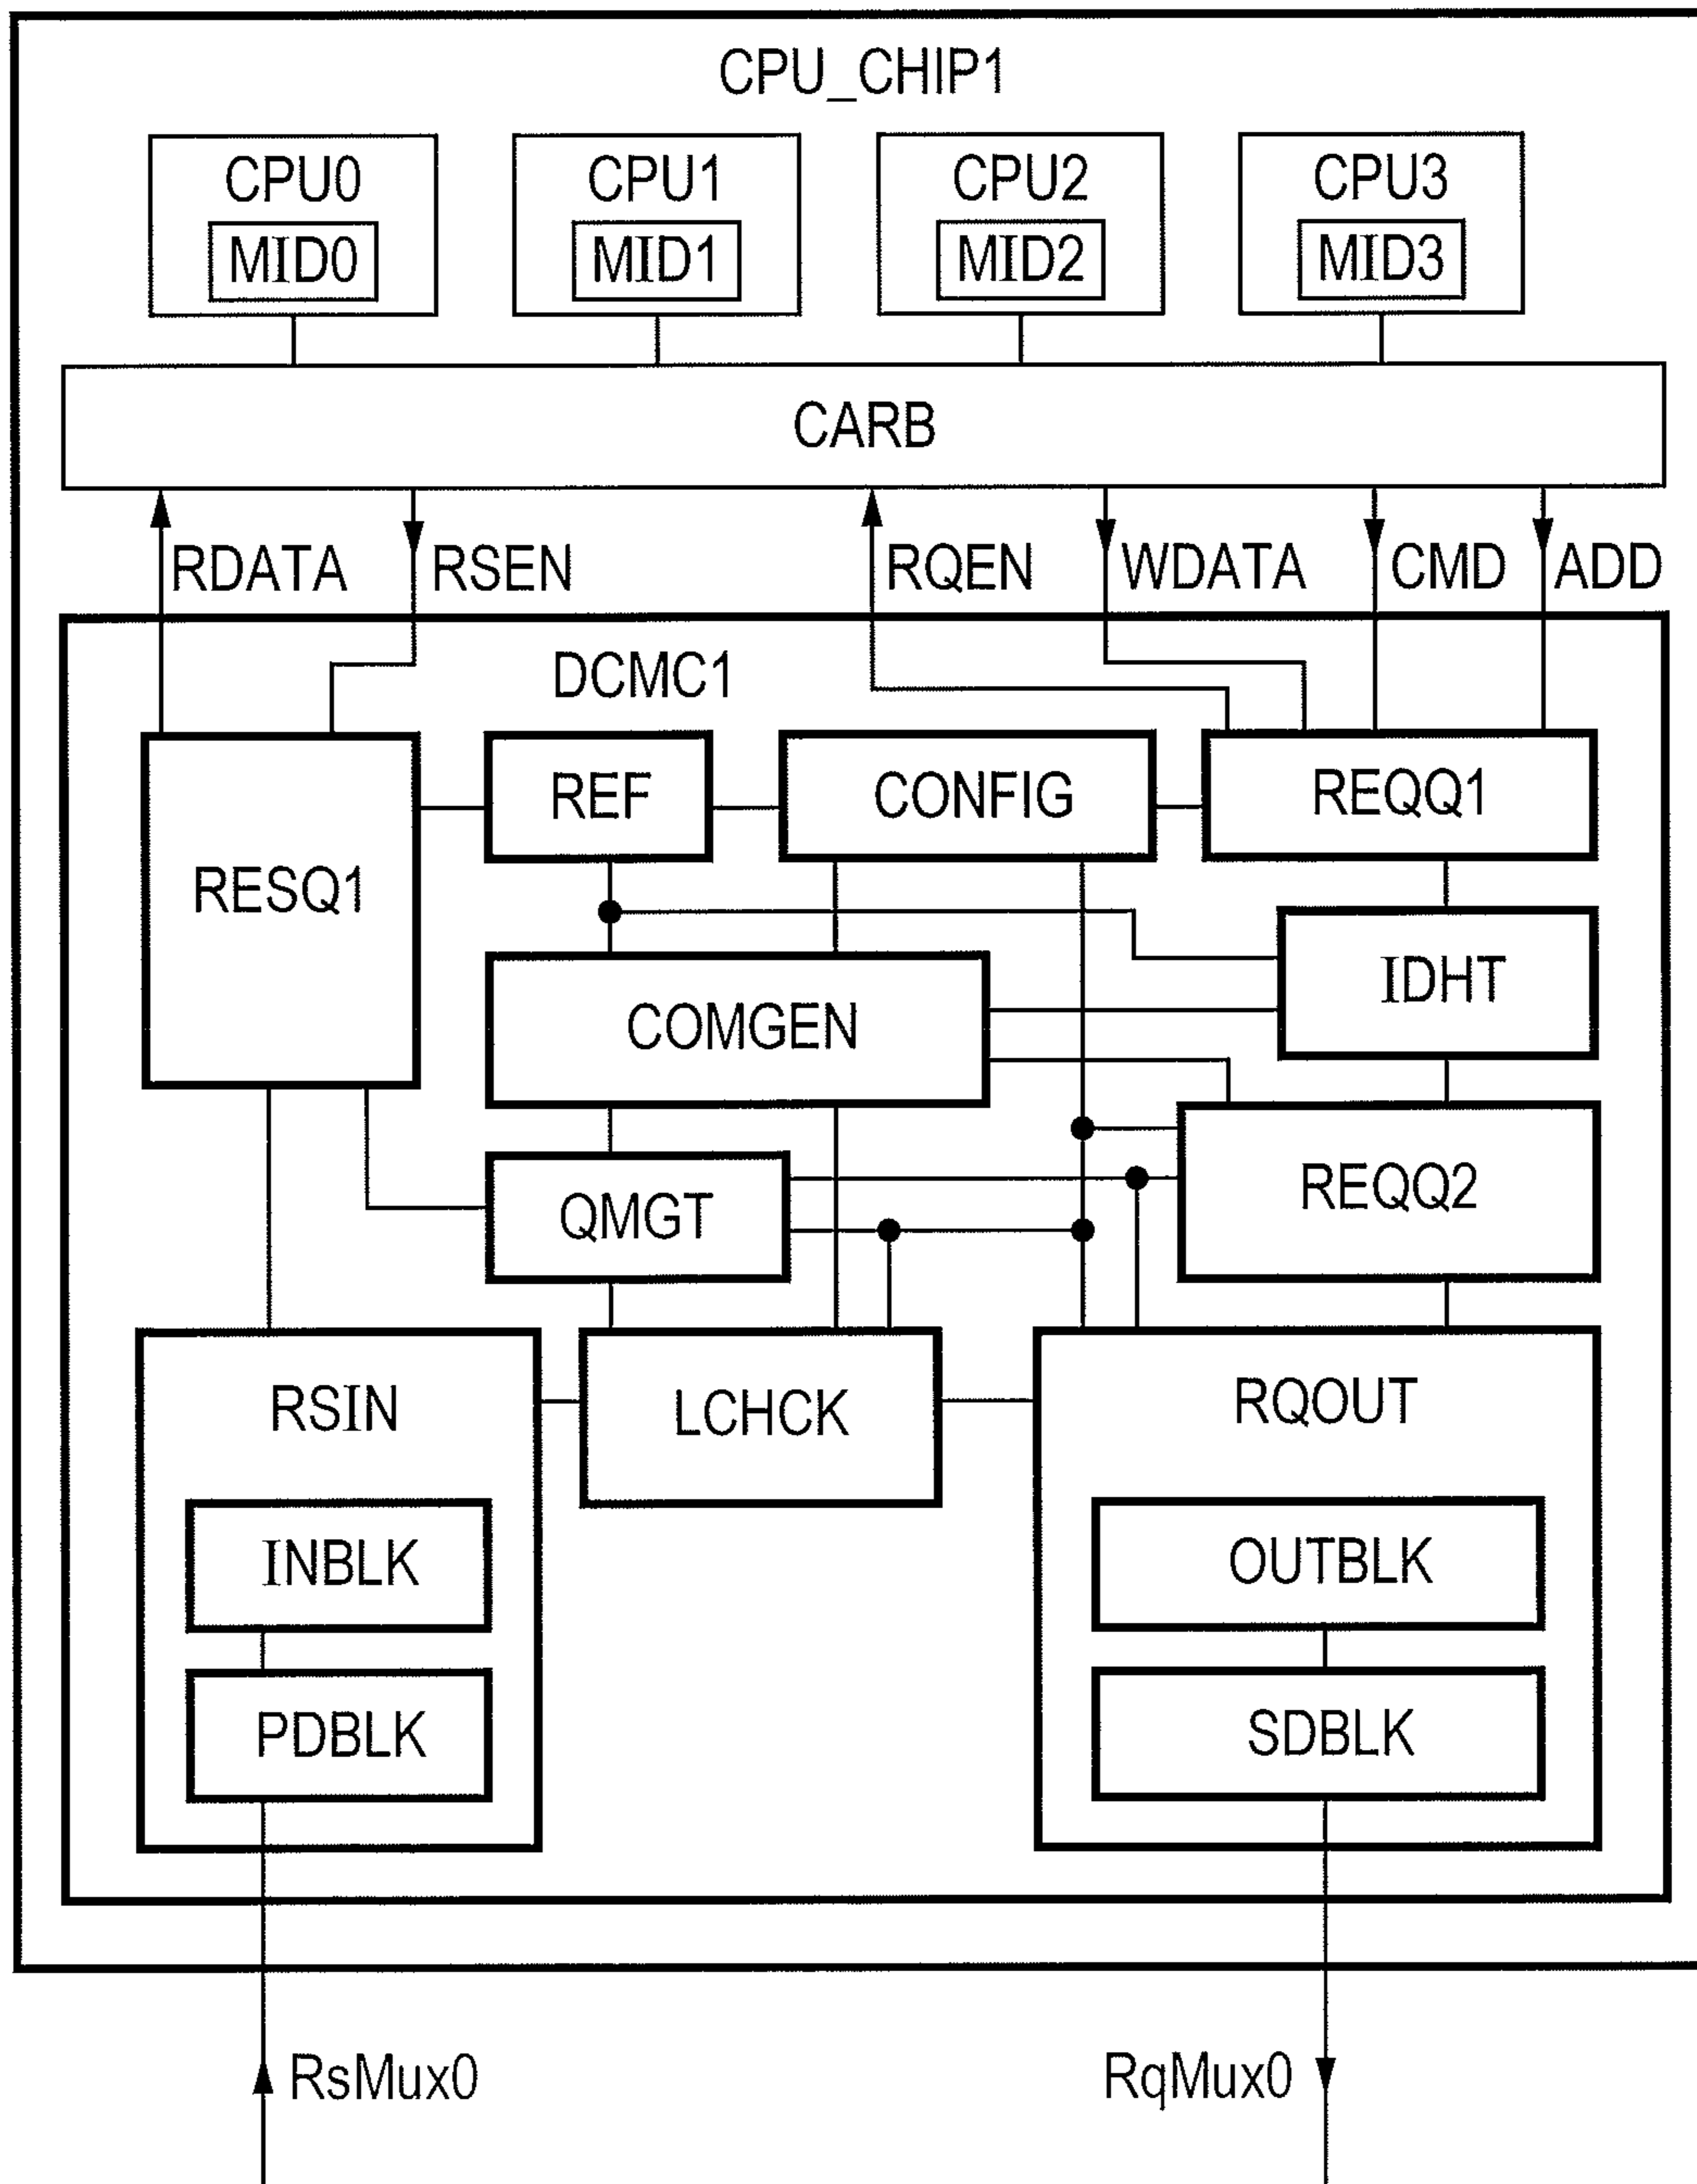 CPU_CHIP1
CPU0 CPU1 CPU2 CPU3
MID0 MID1 MID2 MID3
CARB
RDATA RSEN RQEN WDATA CMD ADD
DCMC1
REF CONFIG REQQ1
RESQ1
IDHT
COMGEN
REQQ2
QMGT
RSIN LCHCK RQOUT
INBLK OUTBLK
PDBLK SDBLK
RsMux0 RqMux0